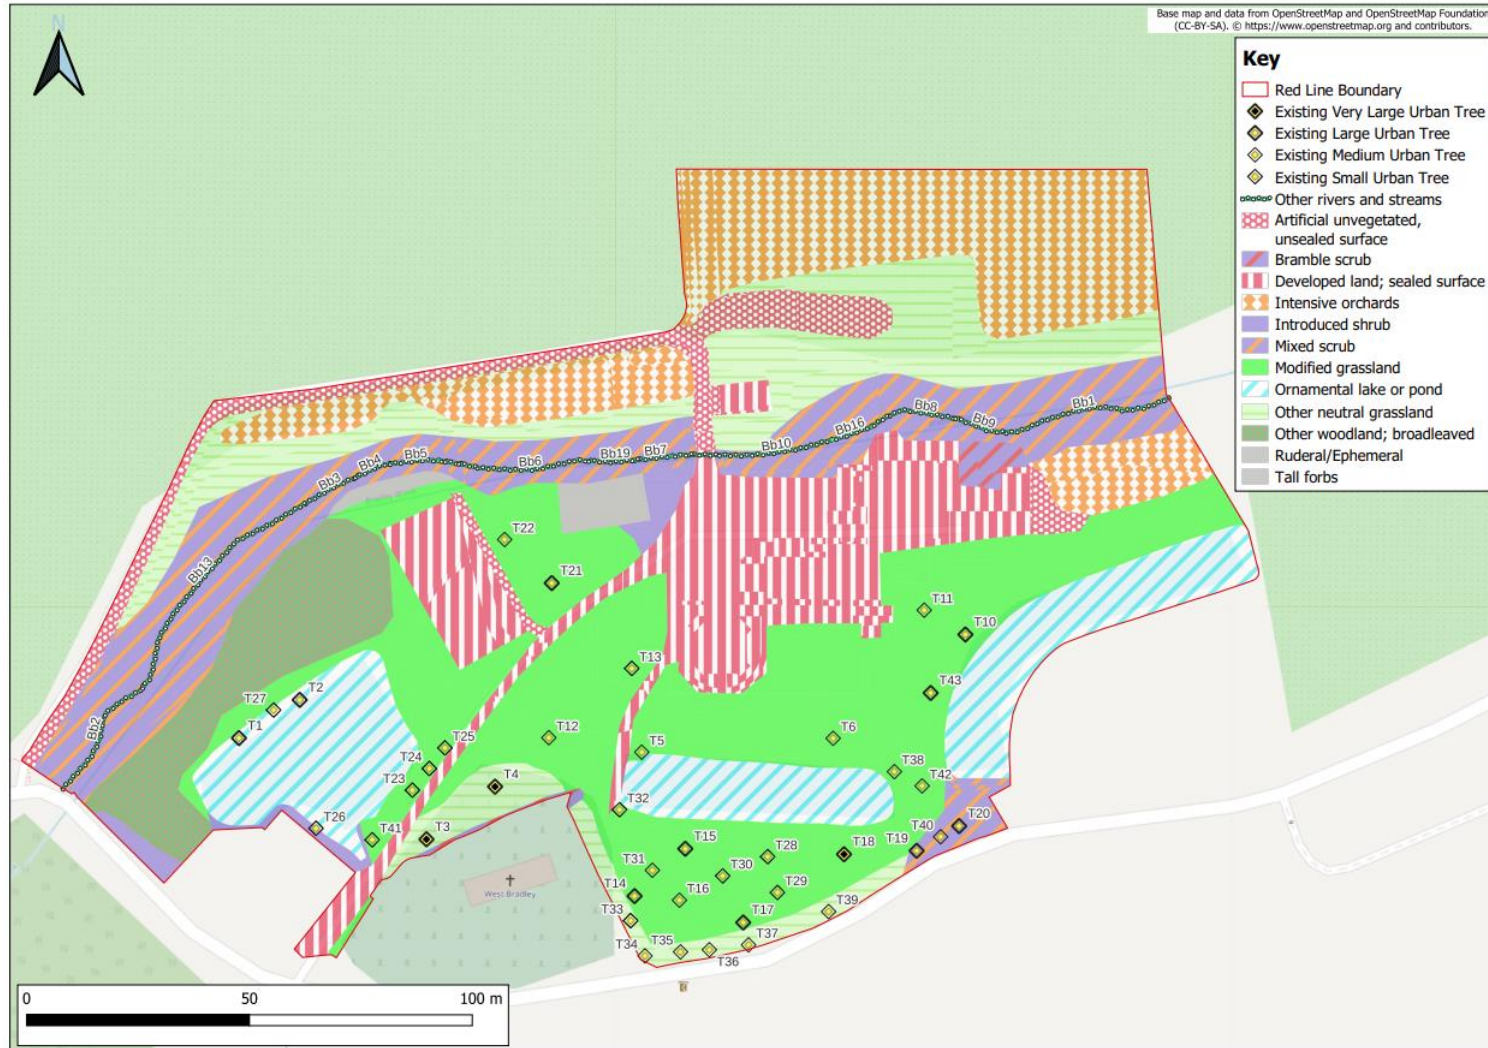 Base map and data from OpenStreetMap and OpenStreetMap Foundation
(CC-BY-SA). © https://www.openstreetmap.org and contributors.
N
Key
Red Line Boundary
Existing Very Large Urban Tree
Existing Large Urban Tree
Existing Medium Urban Tree
Existing Small Urban Tree
Other rivers and streams
Artificial unvegetated,
unsealed surface
Bramble scrub
Developed land; sealed surface
Intensive orchards
Introduced shrub
Mixed scrub
Modified grassland
Ornamental lake or pond
Other neutral grassland
Other woodland; broadleaved
Ruderal/Ephemeral
Tall forbs
Bb1
Bb8
Bb9
Bb16
Bb10
Bb7
Bb19
Bb6
Bb5
Bb4
Bb3
Bb13
Bb2
T22
T21
T11
T10
T13
T43
T2
T27
T1
T12
T6
T25
T5
T24
T38
T4
T42
T23
T32
T26
T41
T3
T15
T28
T18
T19
T40
T20
T31
T30
T14
T16
T29
T33
T17
T39
T34
T35
T36
T37
West Bradley
0 50 100 m